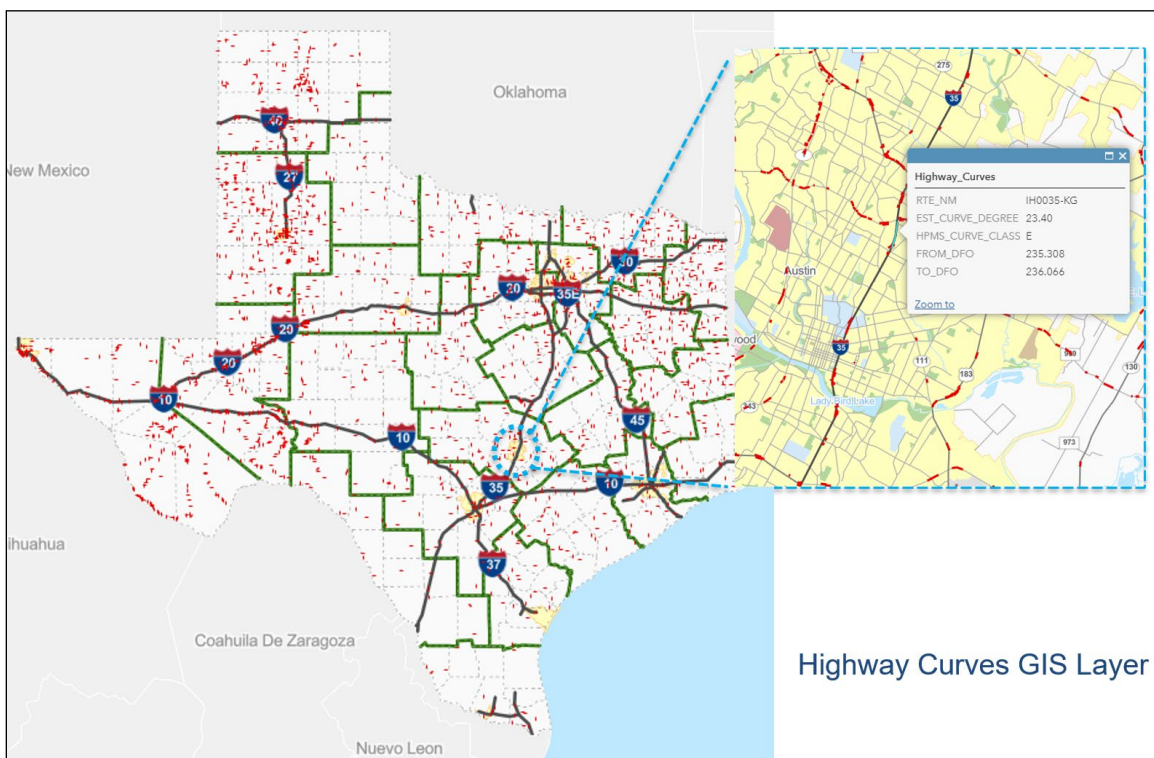 Oklahoma
New Mexico
40
27
30
20
35E
20
20
10
10
45
35
10
37
Coahuila De Zaragoza
Nuevo Leon
275
35
Highway_Curves
RTE_NM IH0035-KG
EST_CURVE_DEGREE 23.40
HPMS_CURVE_CLASS E
FROM_DFO 235.308
TO_DFO 236.066
Zoom to
Austin
wood
35
111
183
130
Lady Bird Lake
343
973
ihuahua
Highway Curves GIS Layer